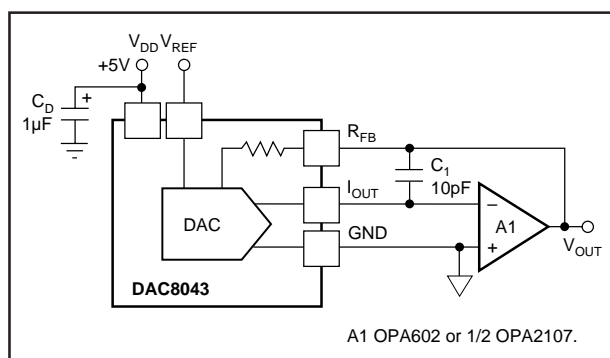 V_DD V_REF
+5V
C_D +
1µF
R_FB
C_1
10pF
I_OUT
DAC
GND
–
A1
+
V_OUT
DAC8043
A1 OPA602 or 1/2 OPA2107.